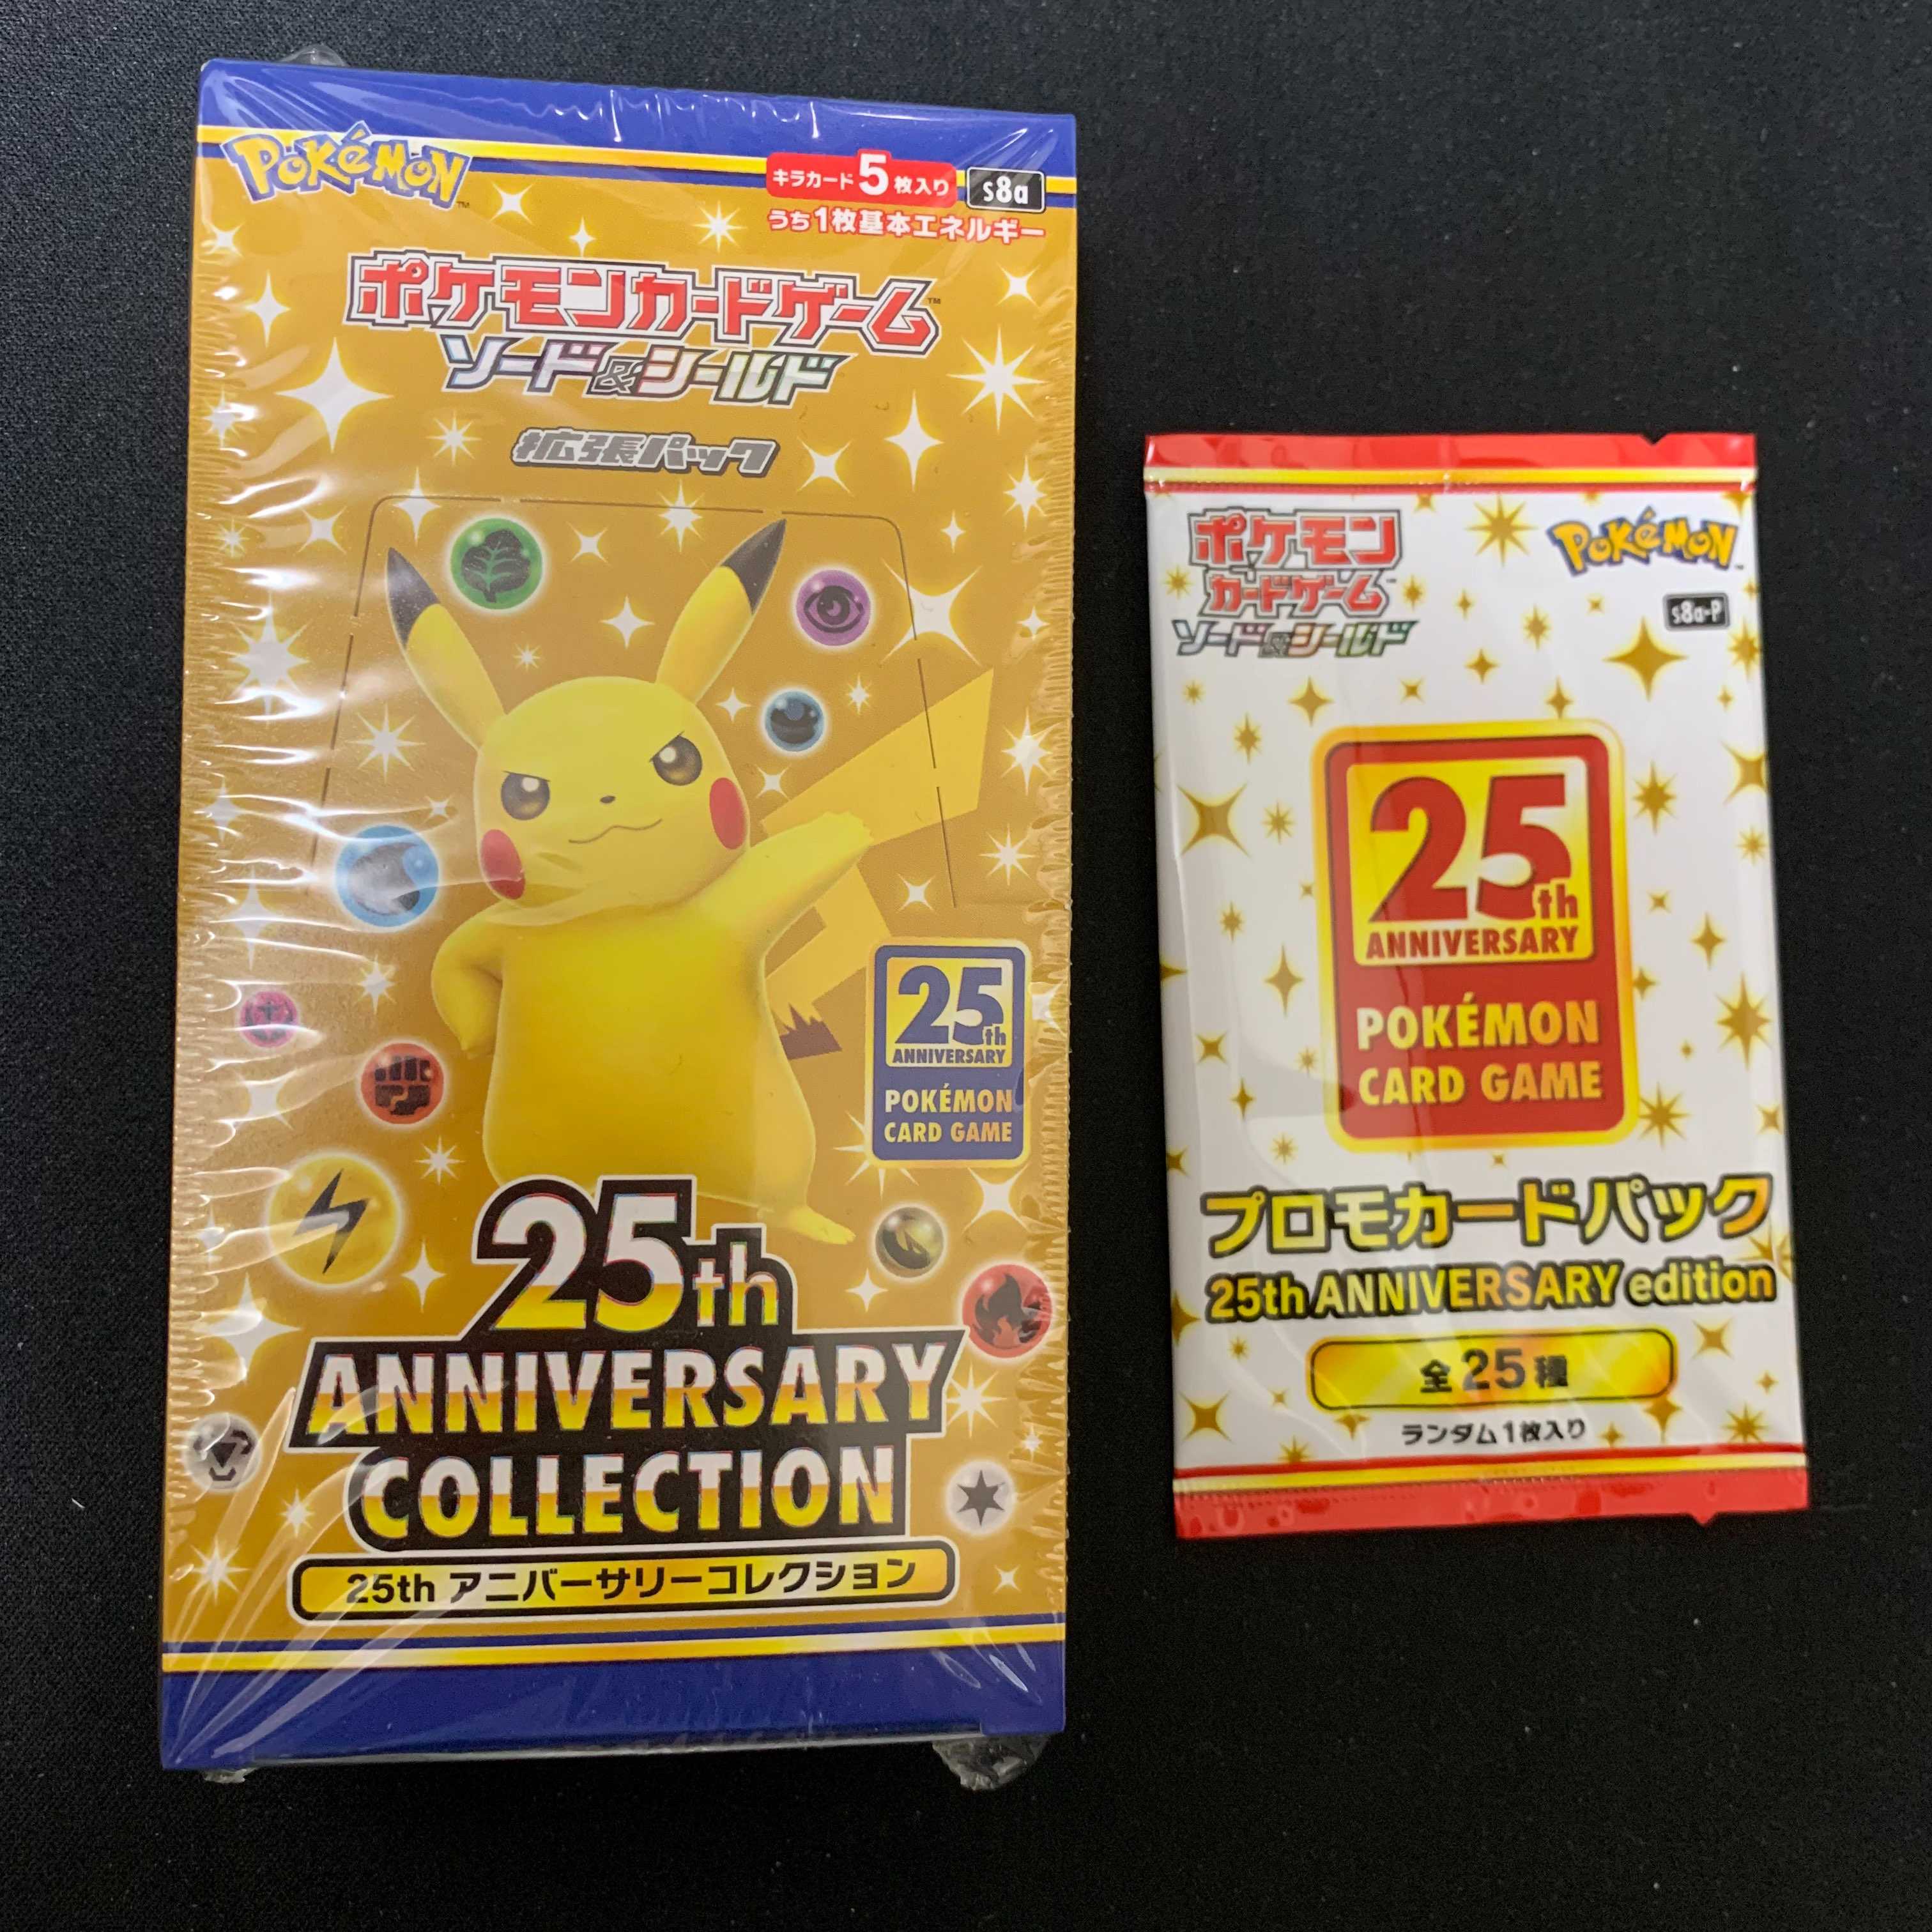 Pokémon™
キラカード5枚入り
s8a
うち1枚基本エネルギー
ポケモンカードゲーム™
ソード&シールド
拡張パック
25th
ANNIVERSARY
POKÉMON
CARD GAME
25th
ANNIVERSARY
COLLECTION
25th アニバーサリーコレクション
ポケモン
カードゲーム
ソード&シールド
Pokémon
s8a-P
25th
ANNIVERSARY
POKÉMON
CARD GAME
プロモカードパック
25th ANNIVERSARY edition
全25種
ランダム1枚入り